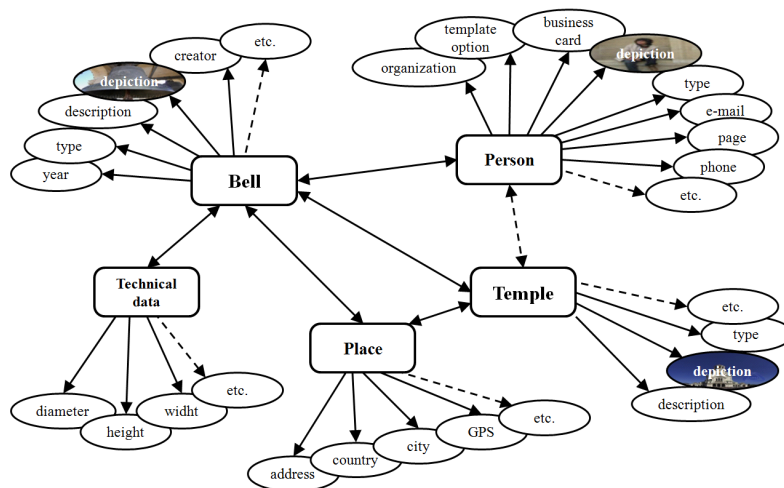 etc.
creator
depiction
description
type
year
Bell
business
card
template
option
organization
depiction
type
e-mail
page
phone
etc.
Person
Technical
data
diameter
height
widht
etc.
Place
address
country
city
GPS
etc.
Temple
etc.
type
depiction
description